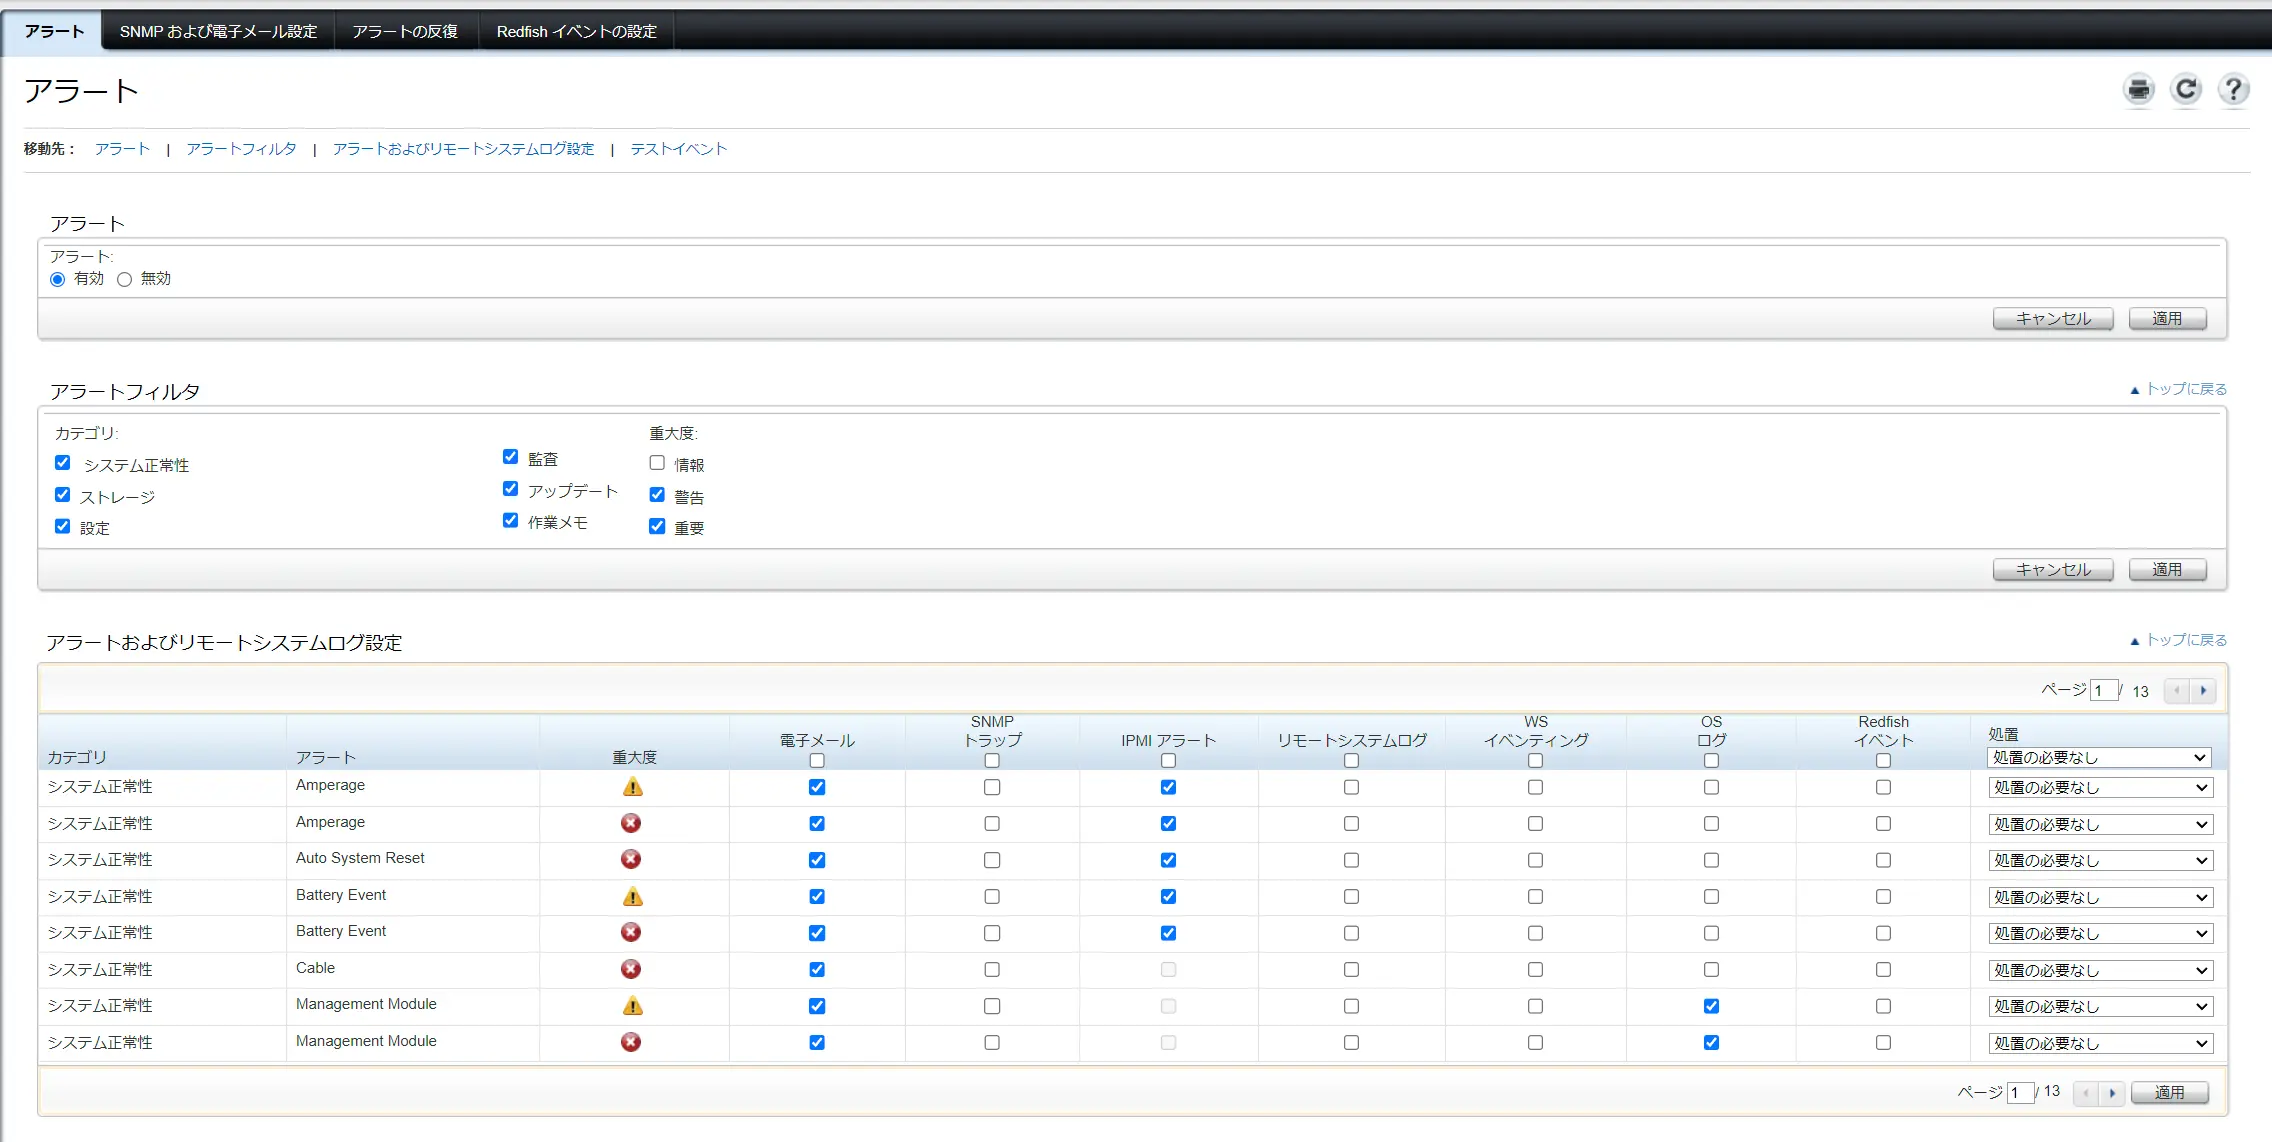 アラート SNMP および電子メール設定 アラートの反復 Redfish イベントの設定
アラート
移動先： アラート | アラートフィルタ | アラートおよびリモートシステムログ設定 | テストイベント
アラート
アラート:
有効 無効
キャンセル 適用
アラートフィルタ
▲ トップに戻る
カテゴリ: 重大度:
システム正常性 監査 情報
ストレージ アップデート 警告
設定 作業メモ 重要
キャンセル 適用
アラートおよびリモートシステムログ設定
▲ トップに戻る
ページ 1 / 13
カテゴリ アラート 重大度 電子メール SNMP トラップ IPMI アラート リモートシステムログ WS イベンティング OS ログ Redfish イベント 処置
処置の必要なし
システム正常性 Amperage 処置の必要なし
システム正常性 Amperage 処置の必要なし
システム正常性 Auto System Reset 処置の必要なし
システム正常性 Battery Event 処置の必要なし
システム正常性 Battery Event 処置の必要なし
システム正常性 Cable 処置の必要なし
システム正常性 Management Module 処置の必要なし
システム正常性 Management Module 処置の必要なし
ページ 1 / 13 適用